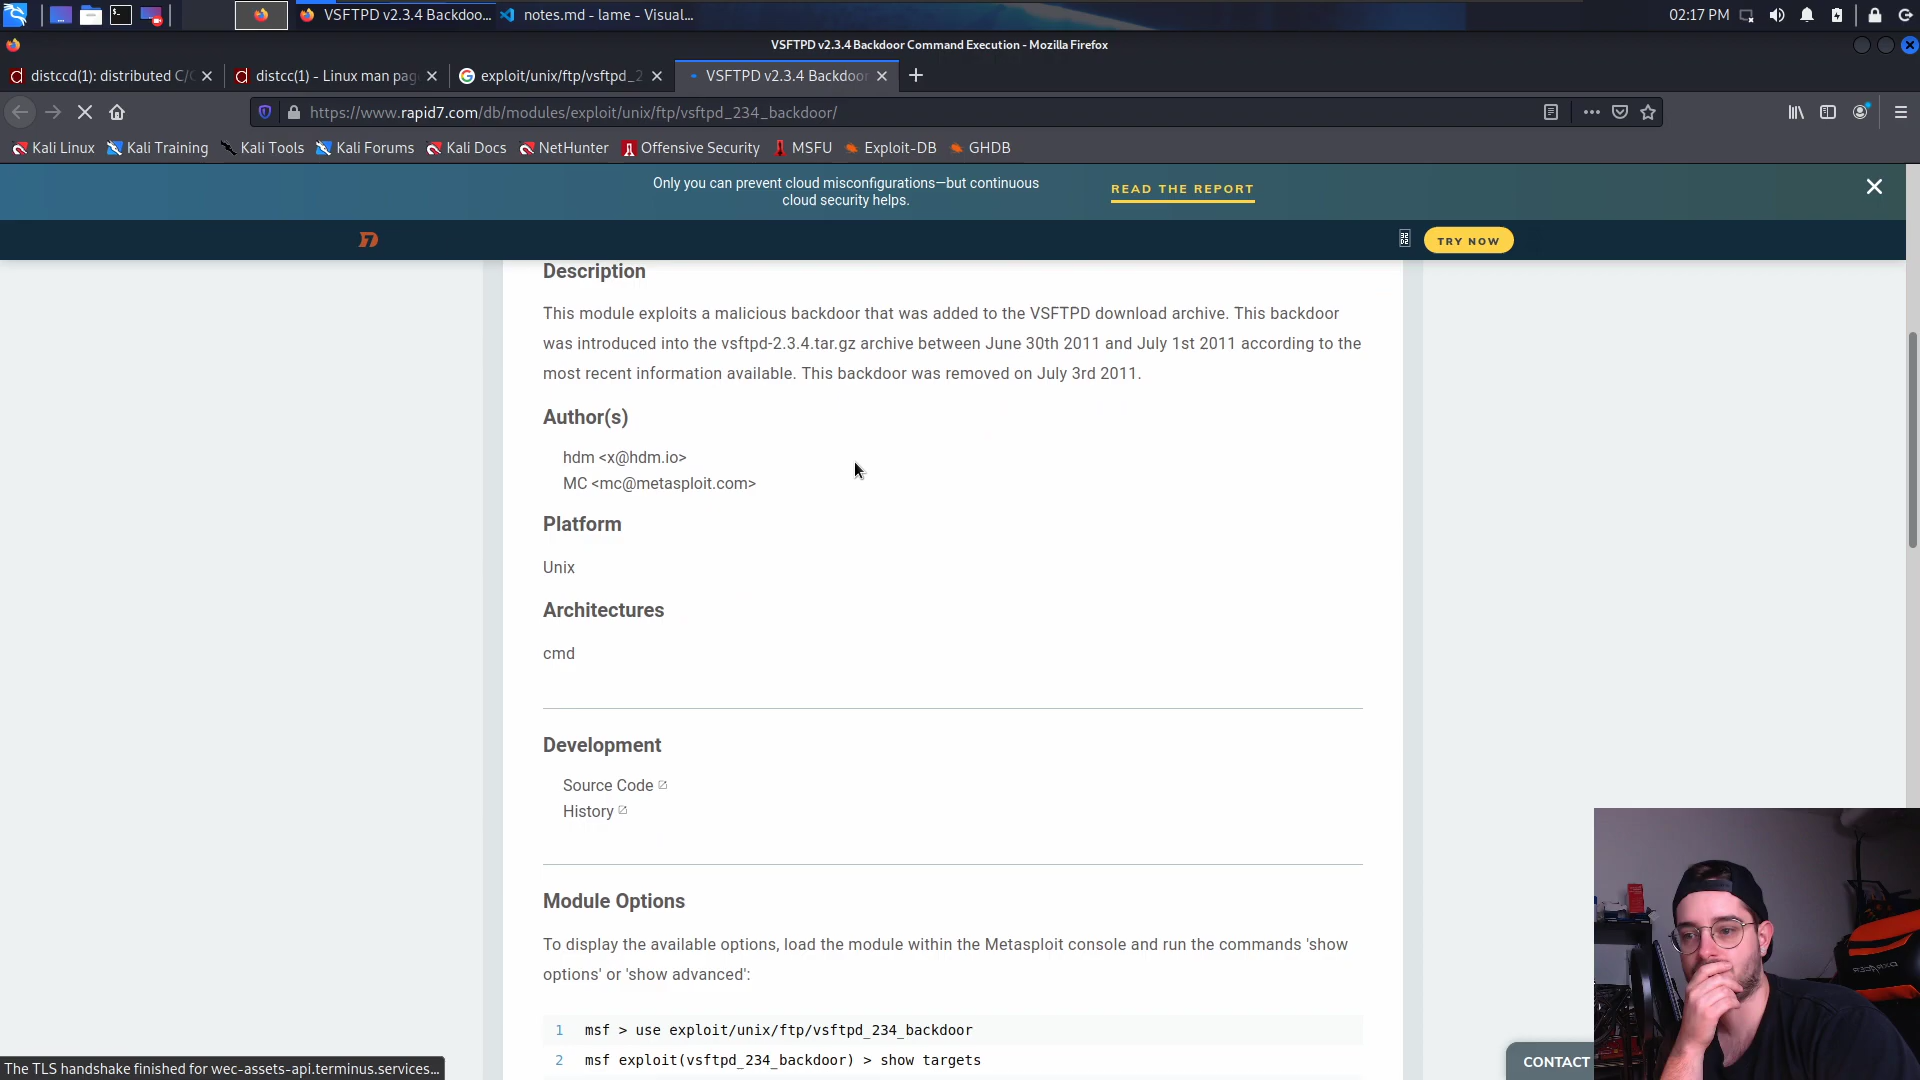 VSFTPD v2.3.4 Backdoo...
notes.md - lame - Visual...
02:17 PM
VSFTPD v2.3.4 Backdoor Command Execution - Mozilla Firefox
distccd(1): distributed C/
distcc(1) - Linux man pag
exploit/unix/ftp/vsftpd_2
VSFTPD v2.3.4 Backdoor
https://www.rapid7.com/db/modules/exploit/unix/ftp/vsftpd_234_backdoor/
Kali Linux
Kali Training
Kali Tools
Kali Forums
Kali Docs
NetHunter
Offensive Security
MSFU
Exploit-DB
GHDB
Only you can prevent cloud misconfigurations—but continuous
cloud security helps.
READ THE REPORT
TRY NOW
Description
This module exploits a malicious backdoor that was added to the VSFTPD download archive. This backdoor
was introduced into the vsftpd-2.3.4.tar.gz archive between June 30th 2011 and July 1st 2011 according to the
most recent information available. This backdoor was removed on July 3rd 2011.
Author(s)
hdm <x@hdm.io>
MC <mc@metasploit.com>
Platform
Unix
Architectures
cmd
Development
Source Code
History
Module Options
To display the available options, load the module within the Metasploit console and run the commands 'show
options' or 'show advanced':
1 msf > use exploit/unix/ftp/vsftpd_234_backdoor
2 msf exploit(vsftpd_234_backdoor) > show targets
CONTACT
The TLS handshake finished for wec-assets-api.terminus.services...